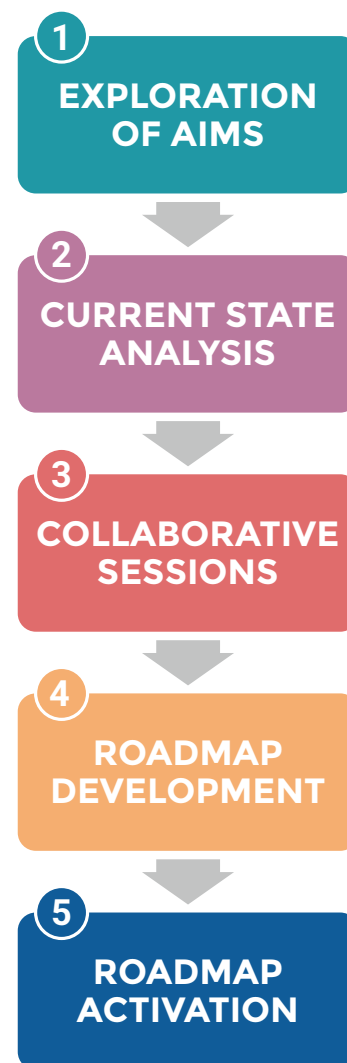 1
EXPLORATION
OF AIMS
2
CURRENT STATE
ANALYSIS
3
COLLABORATIVE
SESSIONS
4
ROADMAP
DEVELOPMENT
5
ROADMAP
ACTIVATION